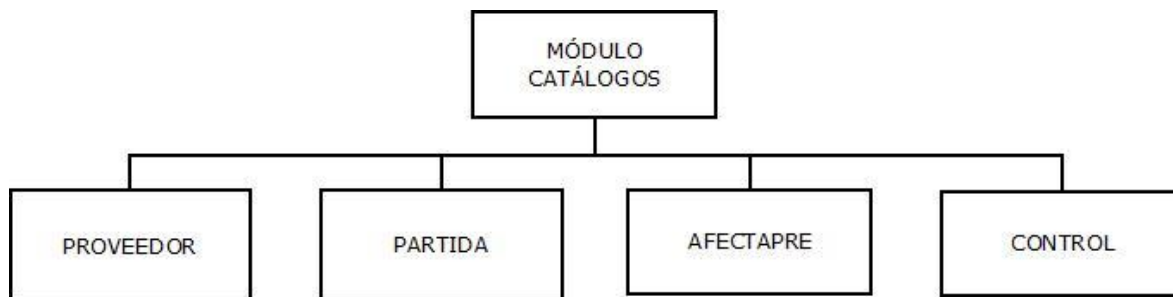 MÓDULO
CATÁLOGOS
PROVEEDOR
PARTIDA
AFECTAPRE
CONTROL